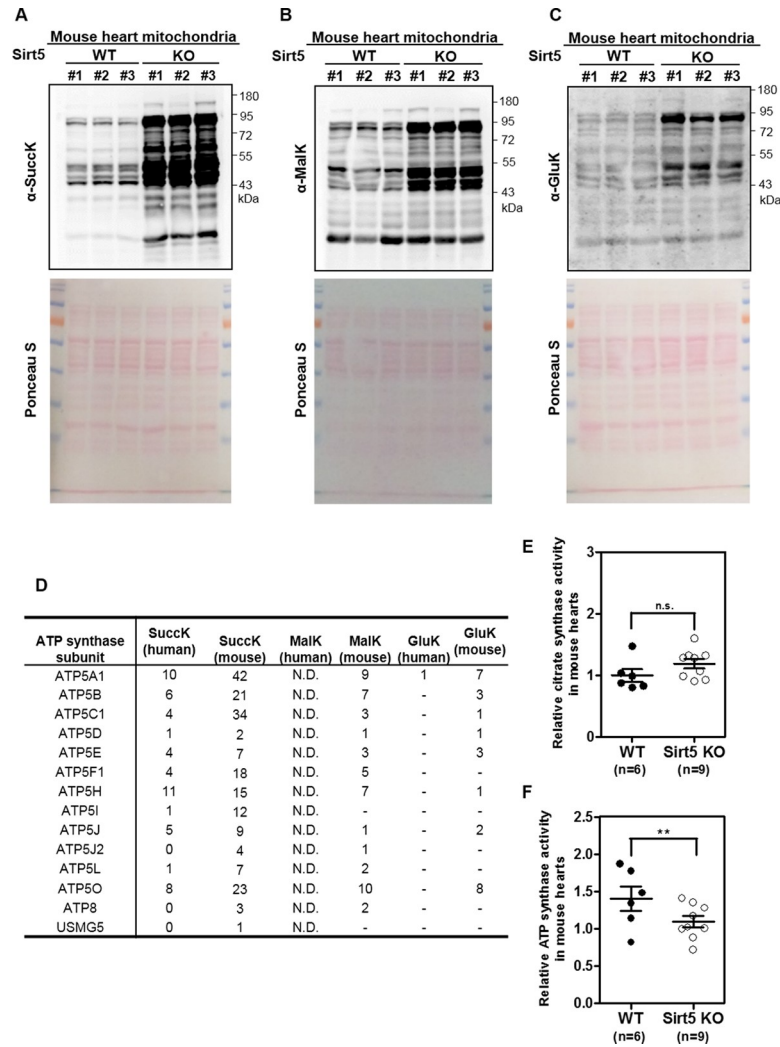 A
Mouse heart mitochondria
Sirt5 WT KO
#1 #2 #3 #1 #2 #3
180
95
72
55
43
kDa
α-SuccK
Ponceau S
B
Mouse heart mitochondria
Sirt5 WT KO
#1 #2 #3 #1 #2 #3
180
95
72
55
43
kDa
α-MalK
Ponceau S
C
Mouse heart mitochondria
Sirt5 WT KO
#1 #2 #3 #1 #2 #3
180
95
72
55
43
kDa
α-GluK
Ponceau S
D
ATP synthase subunit SuccK (human) SuccK (mouse) MalK (human) MalK (mouse) GluK (human) GluK (mouse)
ATP5A1 10 42 N.D. 9 1 7
ATP5B 6 21 N.D. 7 - 3
ATP5C1 4 34 N.D. 3 - 1
ATP5D 1 2 N.D. 1 - 1
ATP5E 4 7 N.D. 3 - 3
ATP5F1 4 18 N.D. 5 - -
ATP5H 11 15 N.D. 7 - 1
ATP5I 1 12 N.D. - - -
ATP5J 5 9 N.D. 1 - 2
ATP5J2 0 4 N.D. 1 - -
ATP5L 1 7 N.D. 2 - -
ATP5O 8 23 N.D. 10 - 8
ATP8 0 3 N.D. 2 - -
USMG5 0 1 N.D. - - -
E
Relative citrate synthase activity
in mouse hearts
3
2
1
0
n.s.
WT Sirt5 KO
(n=6) (n=9)
F
Relative ATP synthase activity
in mouse hearts
2.5
2.0
1.5
1.0
0.5
0.0
**
WT Sirt5 KO
(n=6) (n=9)